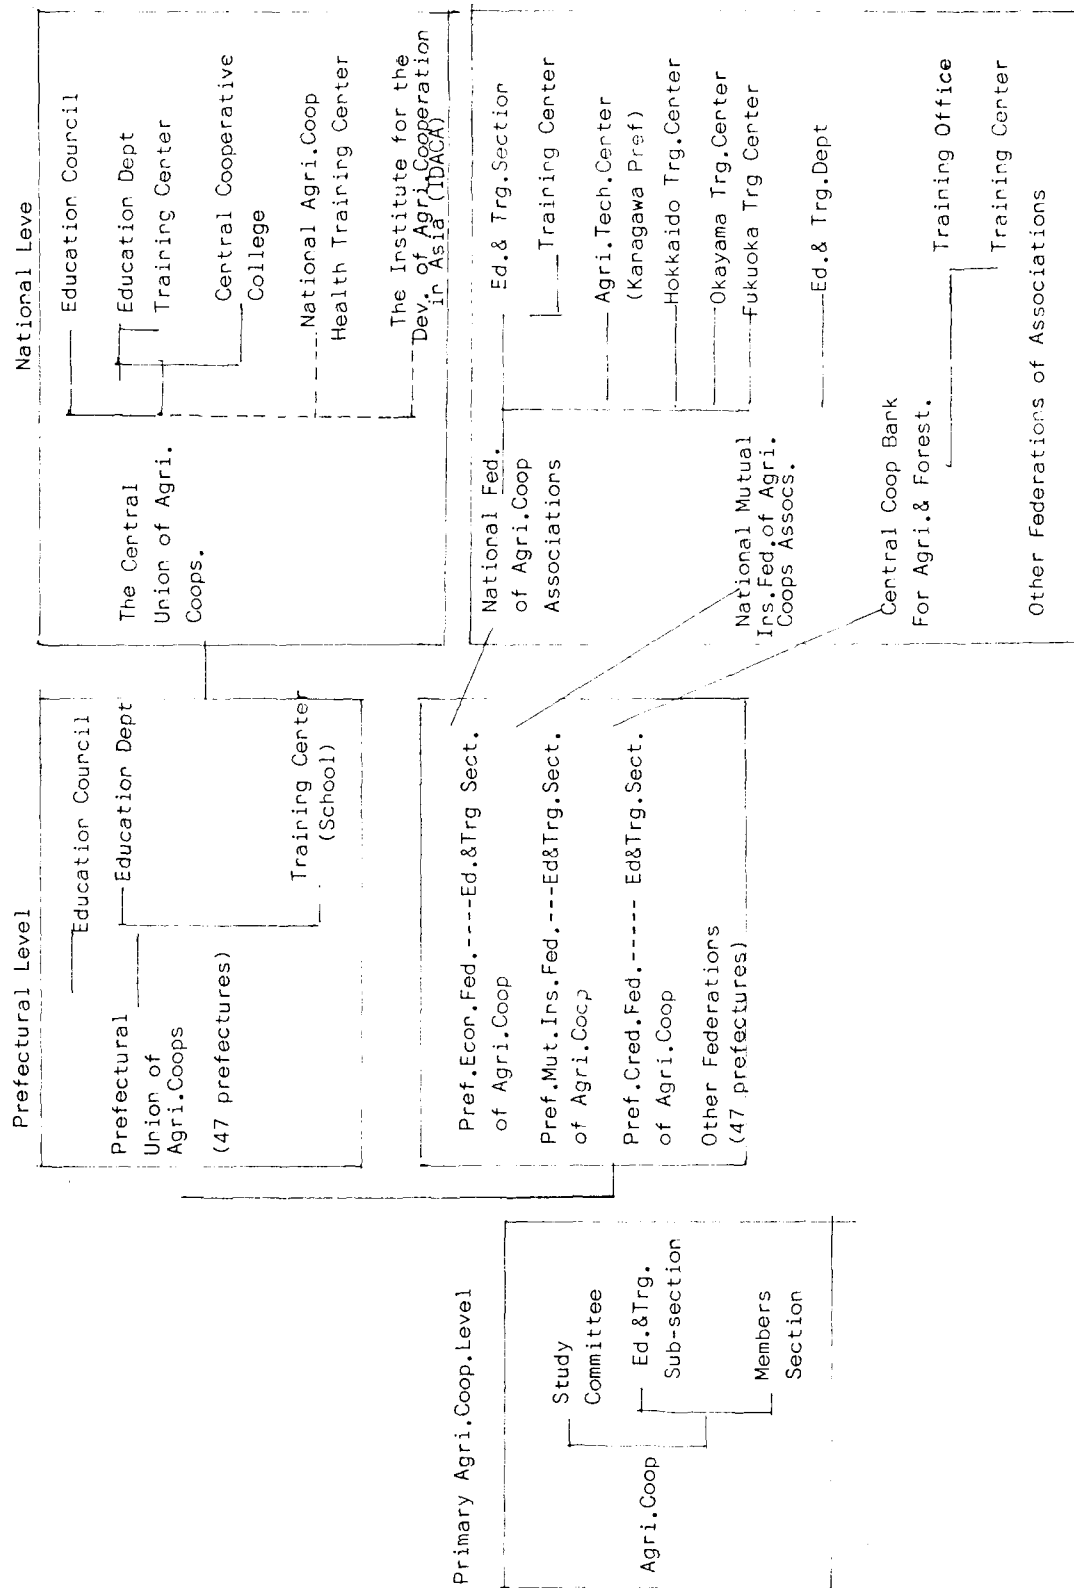 Primary Agri.Coop.Level
Agri.Coop
Study
Committee
Ed.&Trg.
Sub-section
Members
Section
Prefectural Level
Prefectural
Union of
Agri.Coops
(47 prefectures)
Education Council
Education Dept
Training Center
(School)
Pref.Econ.Fed.----Ed.&Trg Sect.
of Agri.Coop
Pref.Mut.Ins.Fed.---Ed&Trg.Sect.
of Agri.Coop
Pref.Cred.Fed.----- Ed&Trg.Sect.
of Agri.Coop
Other Federations
(47 prefectures)
National Leve
The Central
Union of Agri.
Coops.
Education Council
Education Dept
Training Center
Central Cooperative
College
National Agri.Coop
Health Training Center
The Institute for the
Dev. of Agri.Cooperation
in Asia (IDACA)
National Fed.
of Agri.Coop
Associations
Ed.& Trg.Section
Training Center
Agri.Tech.Center
(Kanagawa Pref)
Hokkaido Trg.Center
Okayama Trg.Center
Fukuoka Trg Center
National Mutual
Ins.Fed.of Agri.
Coops Assocs.
Ed.& Trg.Dept
Central Coop Bank
For Agri.& Forest.
Training Office
Training Center
Other Federations of Associations